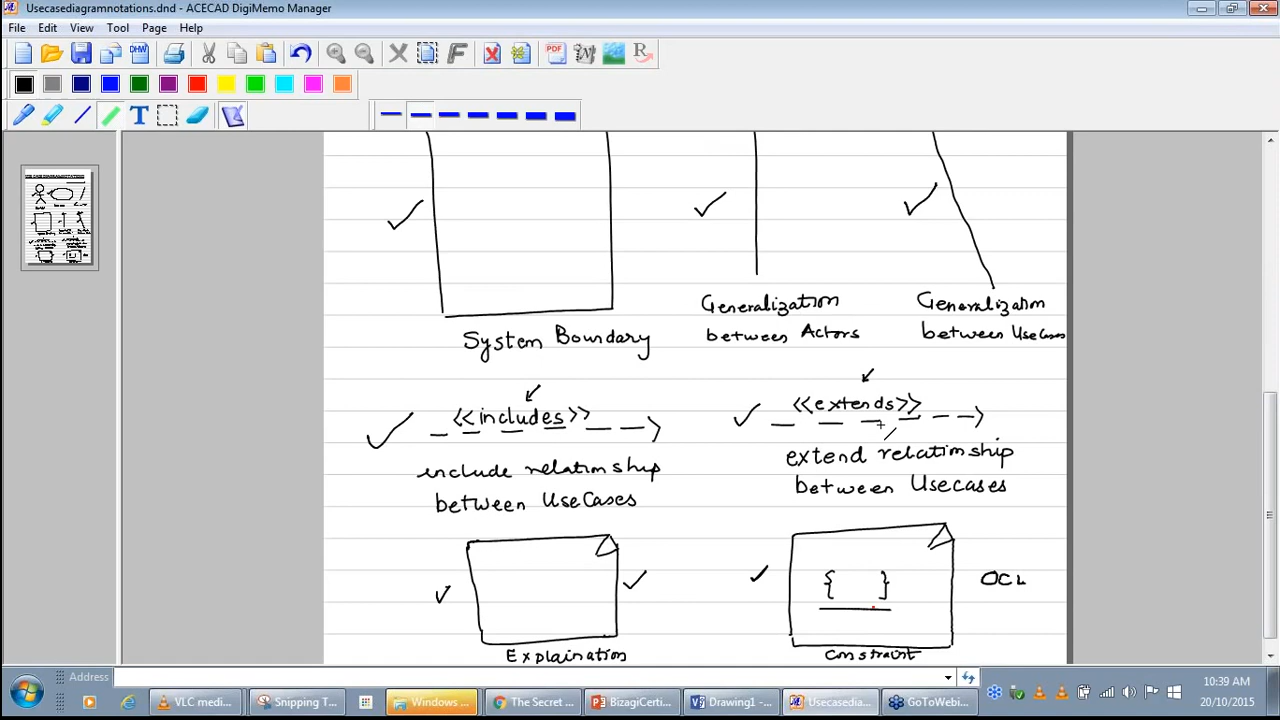 Usecasediagramnotations.dnd - ACECAD DigiMemo Manager
File Edit View Tool Page Help
System Boundary
Generalization
between Actors
Generalization
between UseCases
<<includes>>
include relationship
between UseCases
<<extends>>
extend relationship
between Usecases
{ }
OCL
Explaination
Constraint
Address
VLC medi...
Snipping T...
Windows ...
The Secret ...
BizagiCerti...
Drawing1 - ...
Usecasedia...
GoToWebi...
10:39 AM
20/10/2015